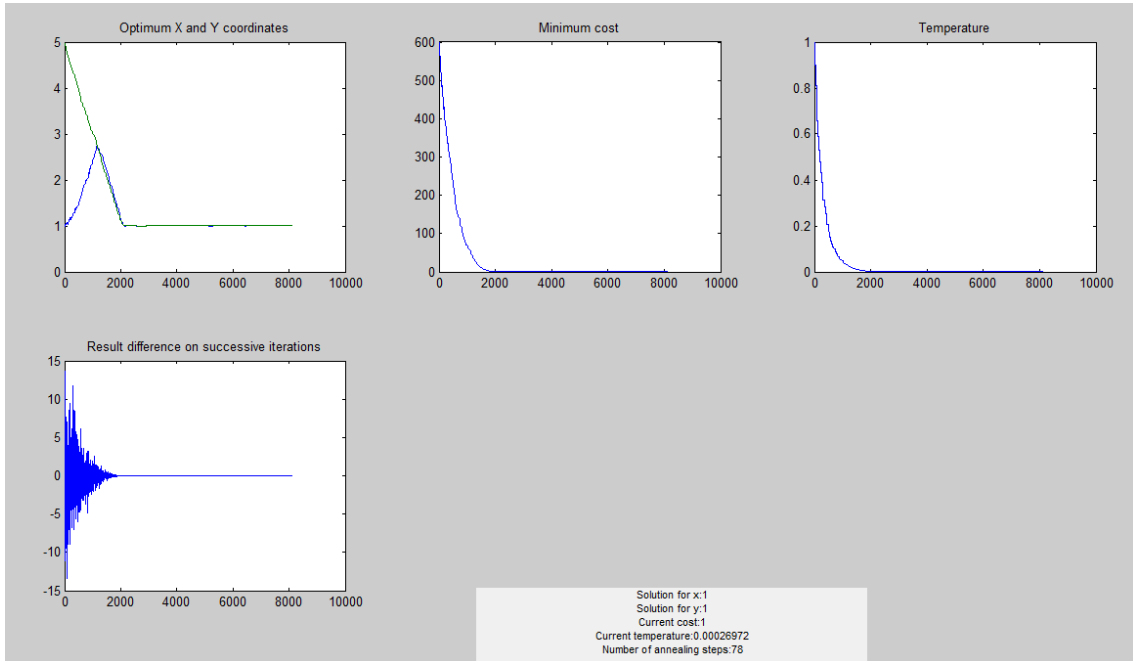 Optimum X and Y coordinates
5
4
3
2
1
0
0 2000 4000 6000 8000 10000
Minimum cost
600
500
400
300
200
100
0
0 2000 4000 6000 8000 10000
Temperature
1
0.8
0.6
0.4
0.2
0
0 2000 4000 6000 8000 10000
Result difference on successive iterations
15
10
5
0
-5
-10
-15
0 2000 4000 6000 8000 10000
Solution for x:1
Solution for y:1
Current cost:1
Current temperature:0.00026972
Number of annealing steps:78